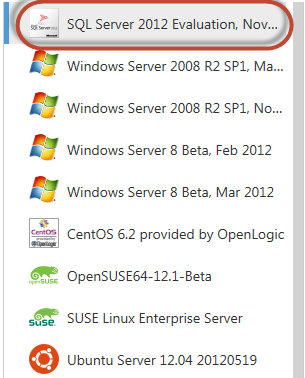 SQL Server 2012 Evaluation, Nov...
Windows Server 2008 R2 SP1, Ma...
Windows Server 2008 R2 SP1, No...
Windows Server 8 Beta, Feb 2012
Windows Server 8 Beta, Mar 2012
CentOS
CentOS 6.2 provided by OpenLogic
openSUSE
OpenSUSE64-12.1-Beta
SUSE
SUSE Linux Enterprise Server
Ubuntu Server 12.04 20120519